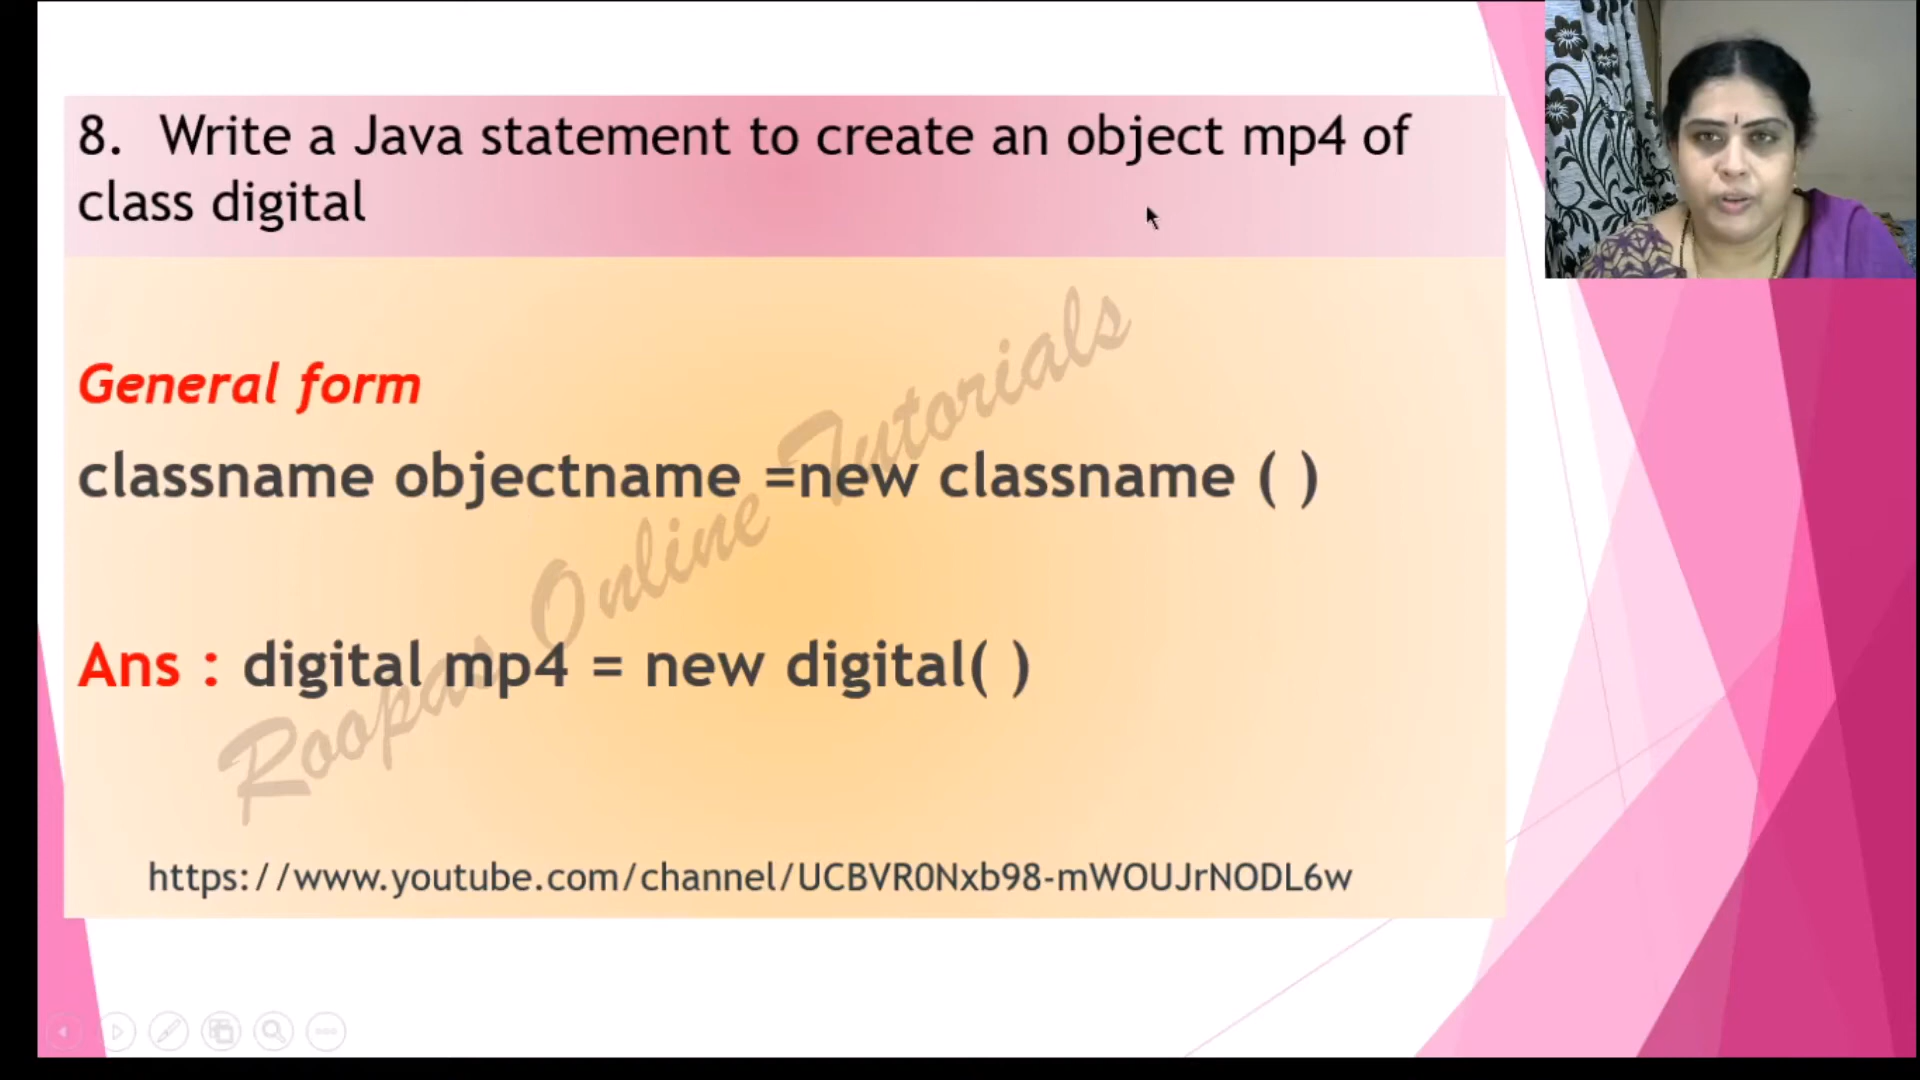 8. Write a Java statement to create an object mp4 of
class digital
General form
classname objectname =new classname ( )
Ans : digital mp4 = new digital( )
Roopas Online Tutorials
https://www.youtube.com/channel/UCBVR0Nxb98-mWOUJrNODL6w